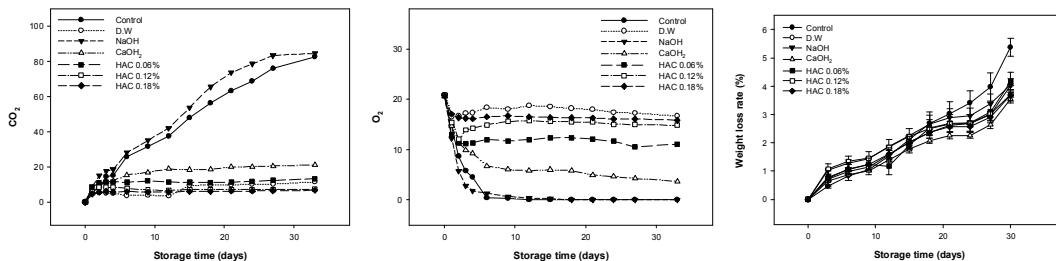 100
80
60
40
20
0
CO2
0
10
20
30
Storage time (days)
Control
D.W
NaOH
CaOH2
HAC 0.06%
HAC 0.12%
HAC 0.18%
30
20
10
0
O2
0
10
20
30
Storage time (days)
Control
D.W
NaOH
CaOH2
HAC 0.06%
HAC 0.12%
HAC 0.18%
6
5
4
3
2
1
0
Weight loss rate (%)
0
10
20
30
Storage time (days)
Control
D.W
NaOH
CaOH2
HAC 0.06%
HAC 0.12%
HAC 0.18%